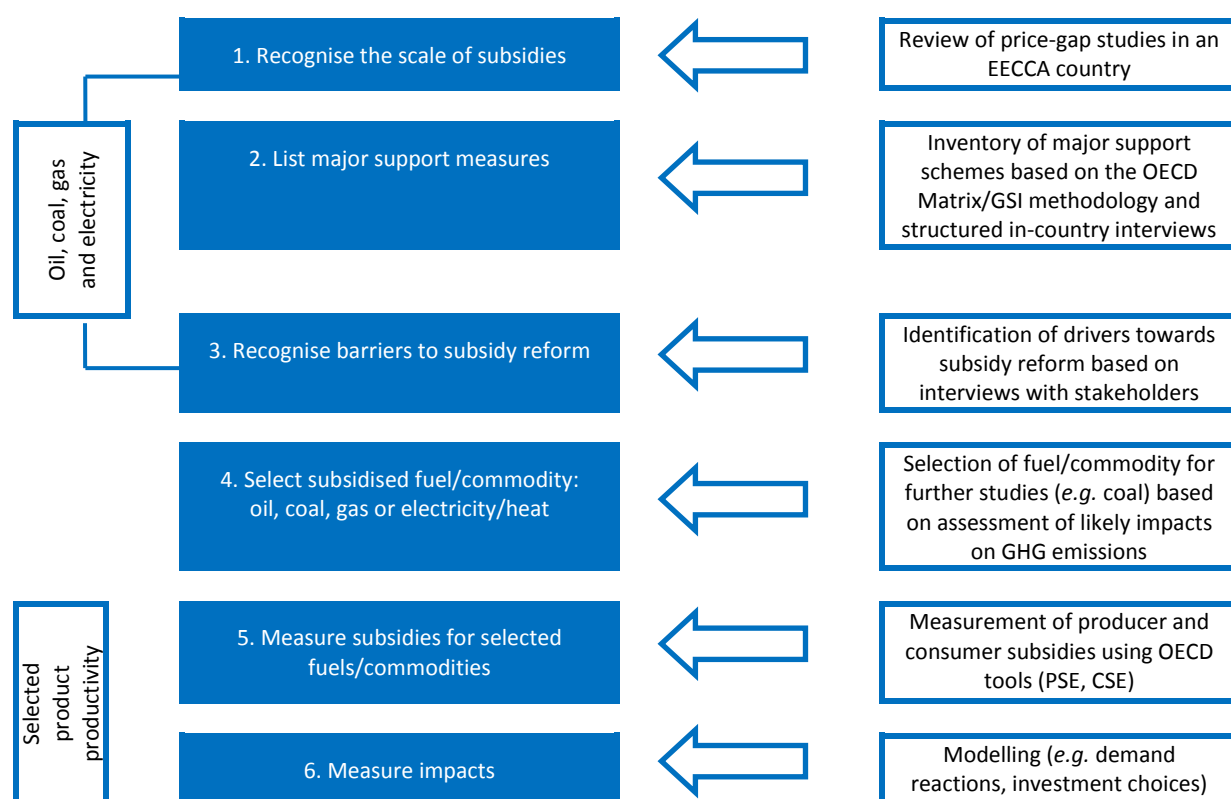 1. Recognise the scale of subsidies
Review of price-gap studies in an
EECCA country
Oil, coal, gas
and electricity
2. List major support measures
Inventory of major support
schemes based on the OECD
Matrix/GSI methodology and
structured in-country interviews
3. Recognise barriers to subsidy reform
Identification of drivers towards
subsidy reform based on
interviews with stakeholders
4. Select subsidised fuel/commodity:
oil, coal, gas or electricity/heat
Selection of fuel/commodity for
further studies (e.g. coal) based
on assessment of likely impacts
on GHG emissions
Selected
product
productivity
5. Measure subsidies for selected
fuels/commodities
Measurement of producer and
consumer subsidies using OECD
tools (PSE, CSE)
6. Measure impacts
Modelling (e.g. demand
reactions, investment choices)